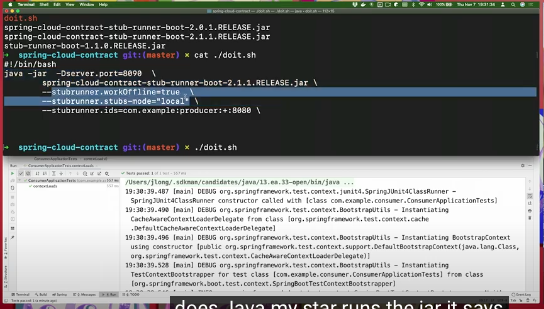 Terminal Shell Edit View Window Help
doit.sh
spring-cloud-contract-stub-runner-boot-2.0.1.RELEASE.jar
spring-cloud-contract-stub-runner-boot-2.1.1.RELEASE.jar
stub-runner-boot-1.1.0.RELEASE.jar
→ spring-cloud-contract git:(master) × cat ./doit.sh
#!/bin/bash
java -jar -Dserver.port=8090 \
spring-cloud-contract-stub-runner-boot-2.1.1.RELEASE.jar \
--stubrunner.workOffline=true \
--stubrunner.stubs-mode="local" \
--stubrunner.ids=com.example:producer:+:8080 \
→ spring-cloud-contract git:(master) × ./doit.sh
ConsumerApplicationTests.contextLoads
/Users/jlong/.sdkman/candidates/java/13.ea.33-open/bin/java ...
19:30:39.487 [main] DEBUG org.springframework.test.context.junit4.SpringJUnit4ClassRunner -
SpringJUnit4ClassRunner constructor called with [class com.example.consumer.ConsumerApplicationTests]
19:30:39.490 [main] DEBUG org.springframework.test.context.BootstrapUtils - Instantiating
CacheAwareContextLoaderDelegate from class [org.springframework.test.context.cache
.DefaultCacheAwareContextLoaderDelegate]
19:30:39.496 [main] DEBUG org.springframework.test.context.BootstrapUtils - Instantiating BootstrapContext
using constructor [public org.springframework.test.context.support.DefaultBootstrapContext(java.lang.Class,
org.springframework.test.context.CacheAwareContextLoaderDelegate)]
19:30:39.528 [main] DEBUG org.springframework.test.context.BootstrapUtils - Instantiating
TestContextBootstrapper for test class [com.example.consumer.ConsumerApplicationTests] from class
[org.springframework.boot.test.context.SpringBootTestContextBootstrapper]
does Java my star runs the jar it says